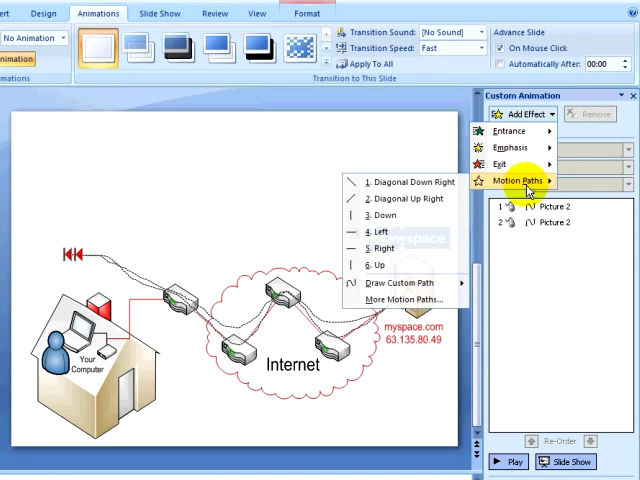 ert Design Animations Slide Show Review View Format
No Animation Transition Sound: [No Sound] Advance Slide
Transition Speed: Fast On Mouse Click
nimation Apply To All Automatically After: 00:00
mations Transition to This Slide
Custom Animation
Add Effect Remove
Entrance
Emphasis
Exit
Motion Paths
1. Diagonal Down Right
2. Diagonal Up Right
3. Down
4. Left
5. Right
6. Up
Draw Custom Path
More Motion Paths...
1 Picture 2
2 Picture 2
myspace.
myspace.com
63.135.80.49
Internet
Your
Computer
Re-Order
Play Slide Show